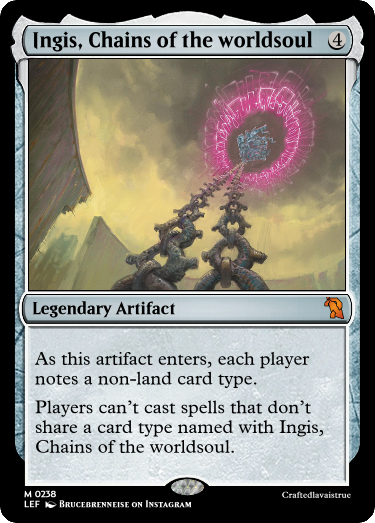 Ingis, Chains of the worldsoul 4
Legendary Artifact
As this artifact enters, each player
notes a non-land card type.
Players can't cast spells that don't
share a card type named with Ingis,
Chains of the worldsoul.
M 0238
LEF Brucebrenneise on Instagram
Craftedlavaistrue